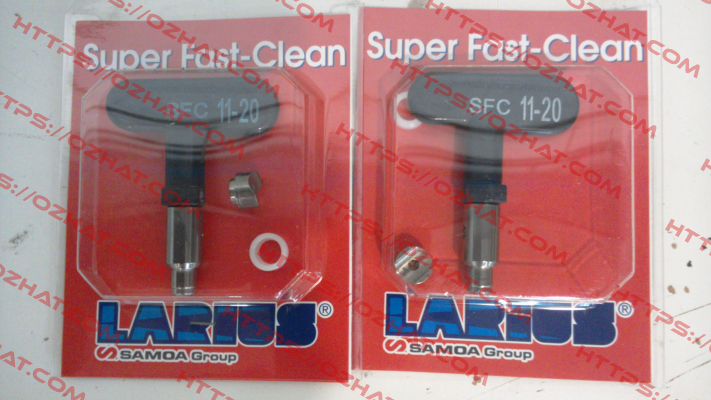 Super Fast-Clean
SFC 11-20
LARIUS®
SAMOA Group
Super Fast-Clean
SFC 11-20
LARIUS®
SAMOA Group
HTTPS://OZHAT.COM